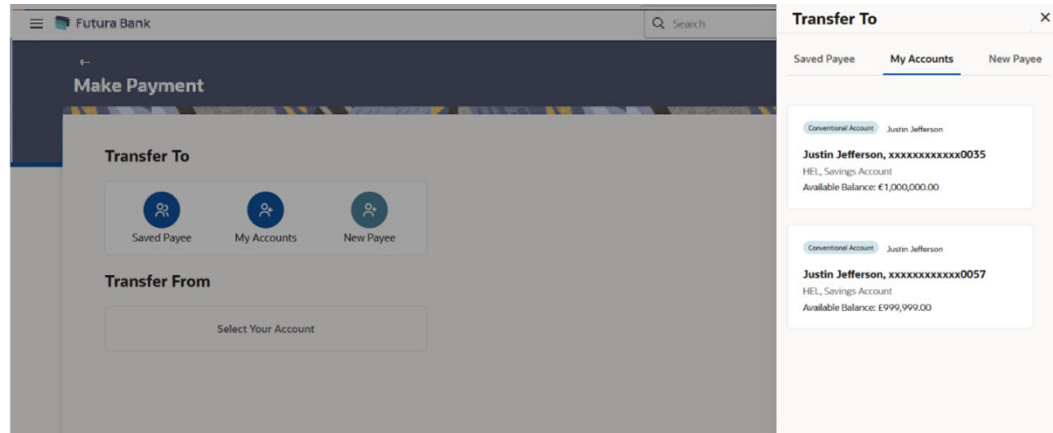 Futura Bank
Search
Make Payment
Transfer To
Saved Payee My Accounts New Payee
Transfer From
Select Your Account
Transfer To
Saved Payee My Accounts New Payee
Conventional Account Justin Jefferson
Justin Jefferson, xxxxxxxxxxxx0035
HEL, Savings Account
Available Balance: €1,000,000.00
Conventional Account Justin Jefferson
Justin Jefferson, xxxxxxxxxxxx0057
HEL, Savings Account
Available Balance: £999,999.00